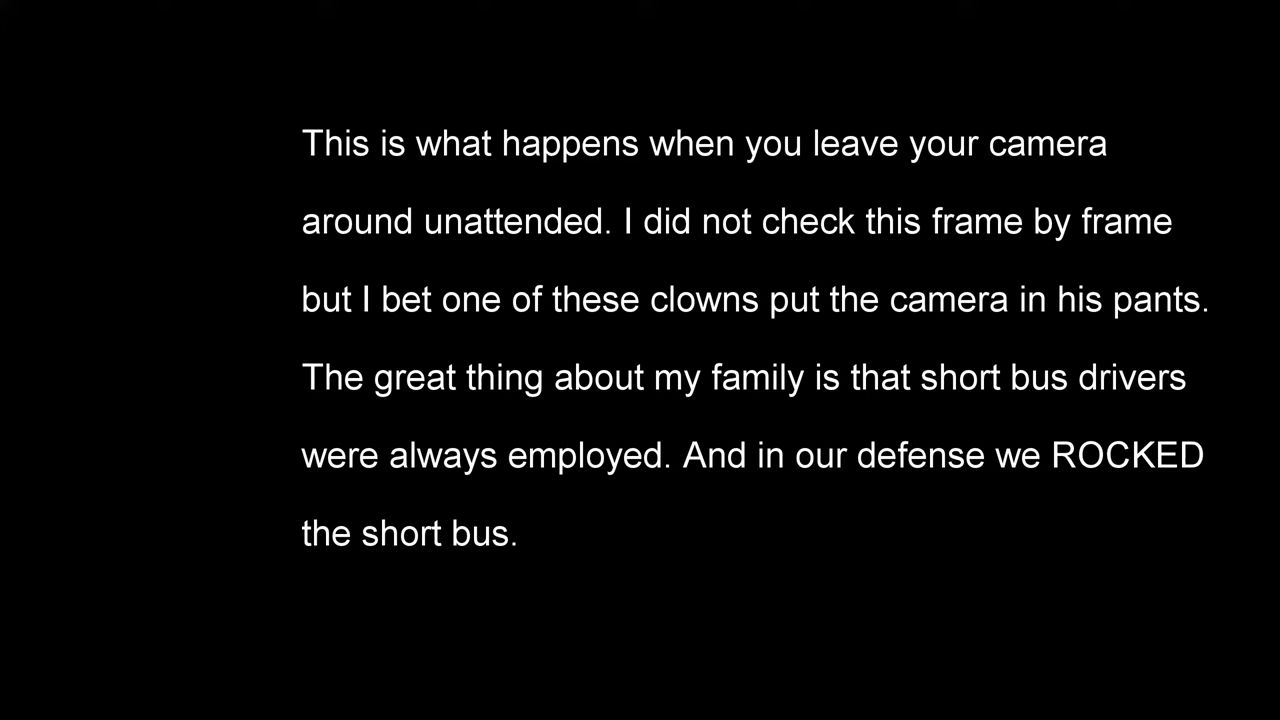 This is what happens when you leave your camera
around unattended. I did not check this frame by frame
but I bet one of these clowns put the camera in his pants.
The great thing about my family is that short bus drivers
were always employed. And in our defense we ROCKED
the short bus.